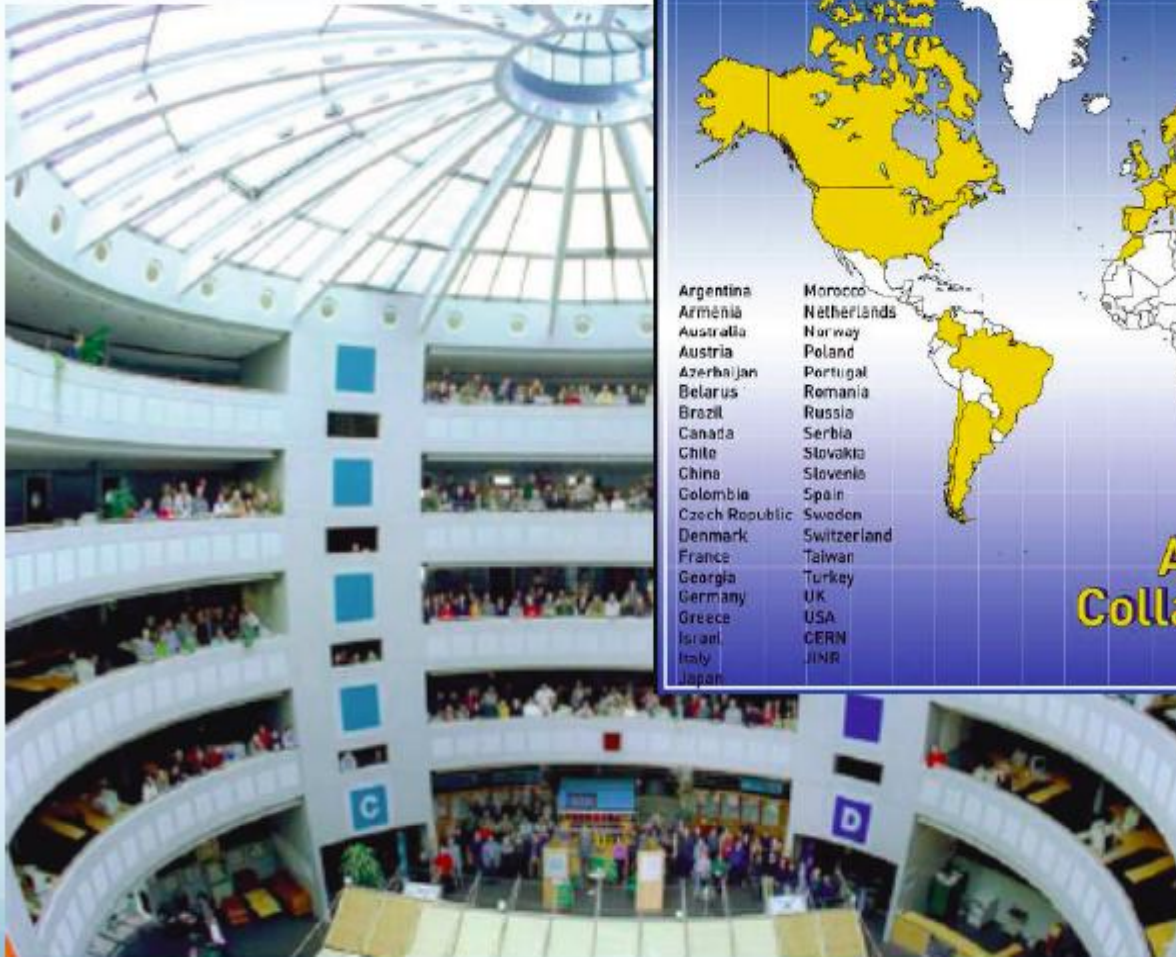 Argentina
Armenia
Australia
Austria
Azerbaijan
Belarus
Brazil
Canada
Chile
China
Colombia
Czech Republic
Denmark
France
Georgia
Germany
Greece
Israel
Italy
Japan
Morocco
Netherlands
Norway
Poland
Portugal
Romania
Russia
Serbia
Slovakia
Slovenia
Spain
Sweden
Switzerland
Taiwan
Turkey
UK
USA
CERN
JINR
A
Colla
C
D